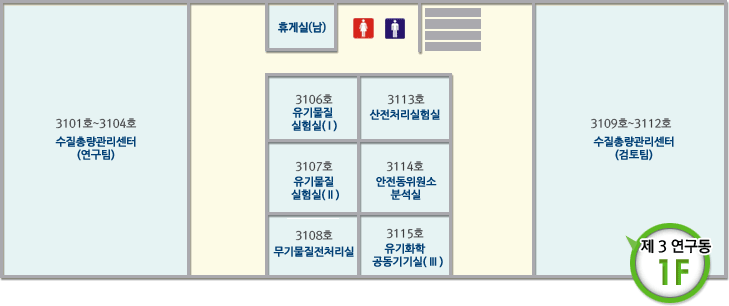 휴게실(남)
3101호~3104호
수질총량관리센터
(연구팀)
3106호
유기물질
실험실( I )
3113호
산전처리실험실
3107호
유기물질
실험실( II )
3114호
안전동위원소
분석실
3108호
무기물질전처리실
3115호
유기화학
공동기기실( III )
3109호~3112호
수질총량관리센터
(검토팀)
제 3 연구동
1F